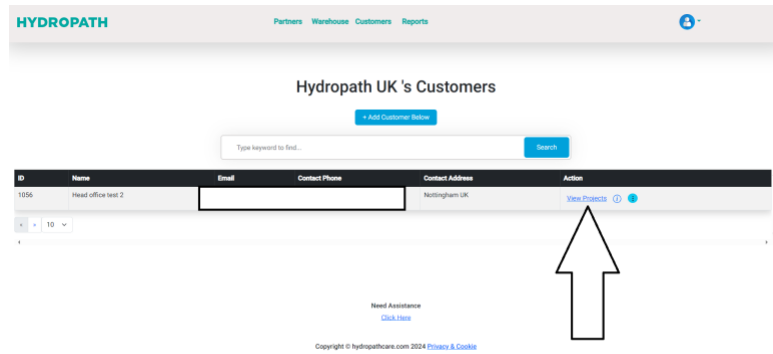 HYDROPATH
Partners Warehouse Customers Reports
Hydropath UK 's Customers
+ Add Customer Below
Type keyword to find...
Search
ID Name Email Contact Phone Contact Address Action
1056 Head office test 2 Nottingham UK View Projects
< > 10
Need Assistance
Click Here
Copyright © hydropathcare.com 2024 Privacy & Cookie